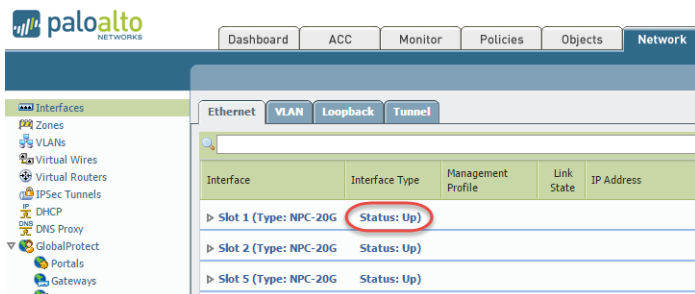 paloalto
NETWORKS
Dashboard ACC Monitor Policies Objects Network
Interfaces
Zones
VLANs
Virtual Wires
Virtual Routers
IPSec Tunnels
IP
DHCP
DNS
DNS Proxy
GlobalProtect
Portals
Gateways
Ethernet VLAN Loopback Tunnel
Interface Interface Type Management Profile Link State IP Address
Slot 1 (Type: NPC-20G Status: Up)
Slot 2 (Type: NPC-20G Status: Up)
Slot 5 (Type: NPC-20G Status: Up)